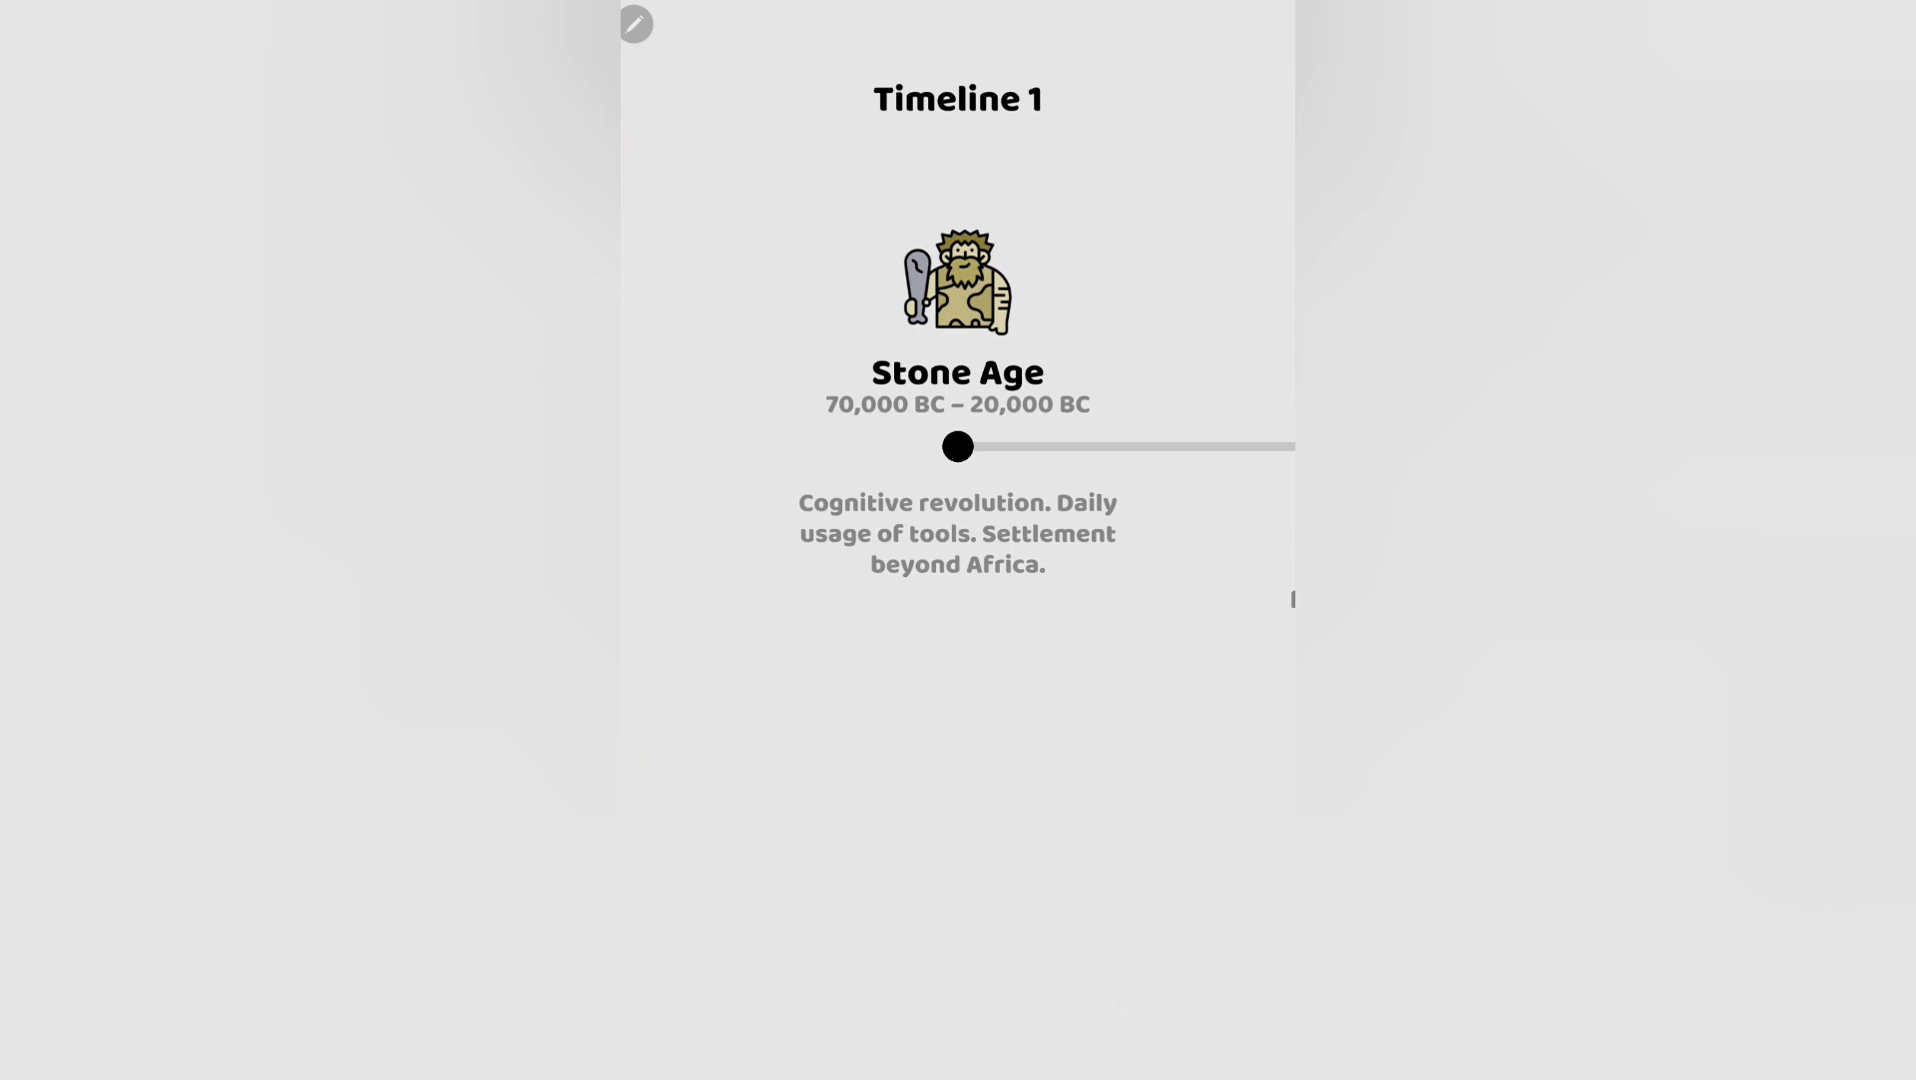 Timeline 1
Stone Age
70,000 BC – 20,000 BC
Cognitive revolution. Daily
usage of tools. Settlement
beyond Africa.